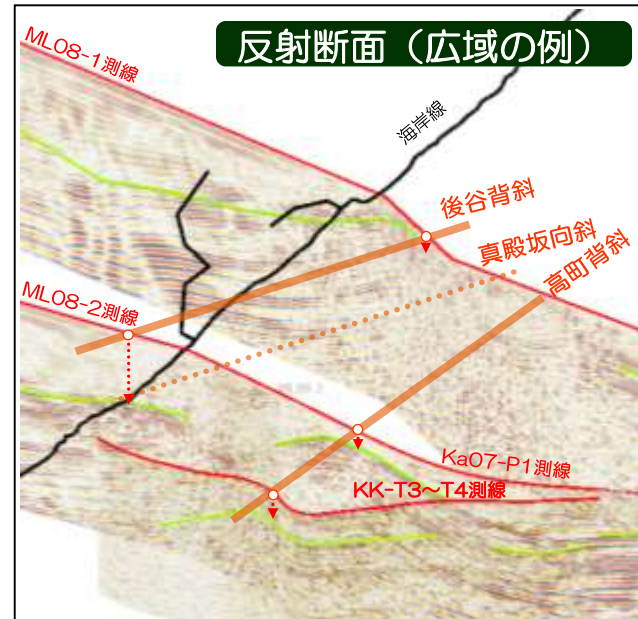 反射断面（広域の例）
ML08-1測線
海岸線
後谷背斜
真殿坂向斜
高町背斜
ML08-2測線
Ka07-P1測線
KK-T3～T4測線